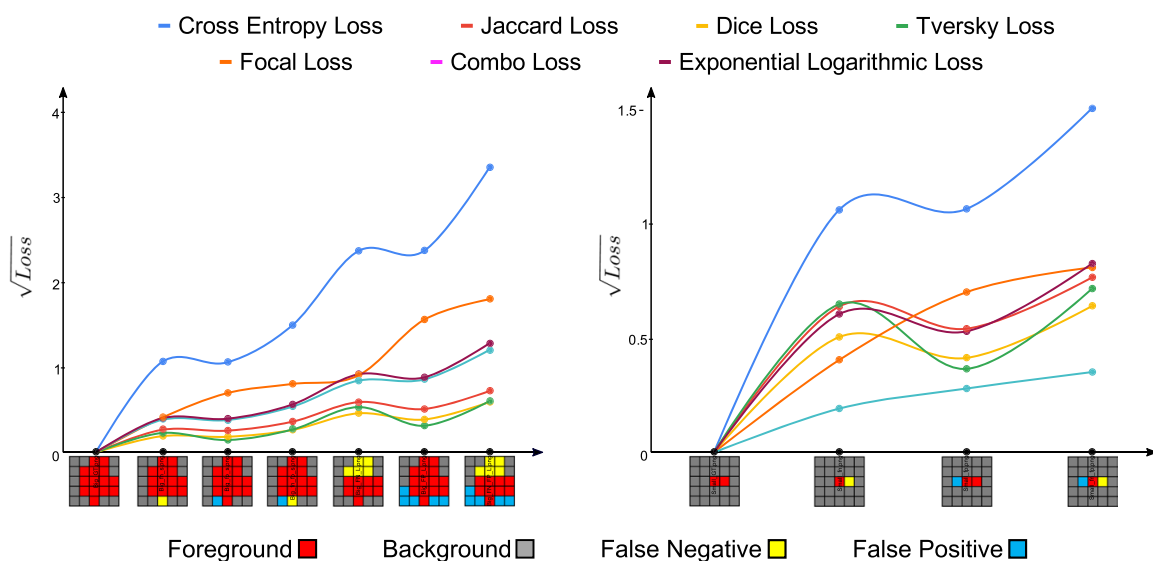 Cross Entropy Loss Jaccard Loss Dice Loss Tversky Loss
Focal Loss Combo Loss Exponential Logarithmic Loss
4
3
2
1
0
√Loss
1.5
1
0.5
0
√Loss
Foreground Background False Negative False Positive